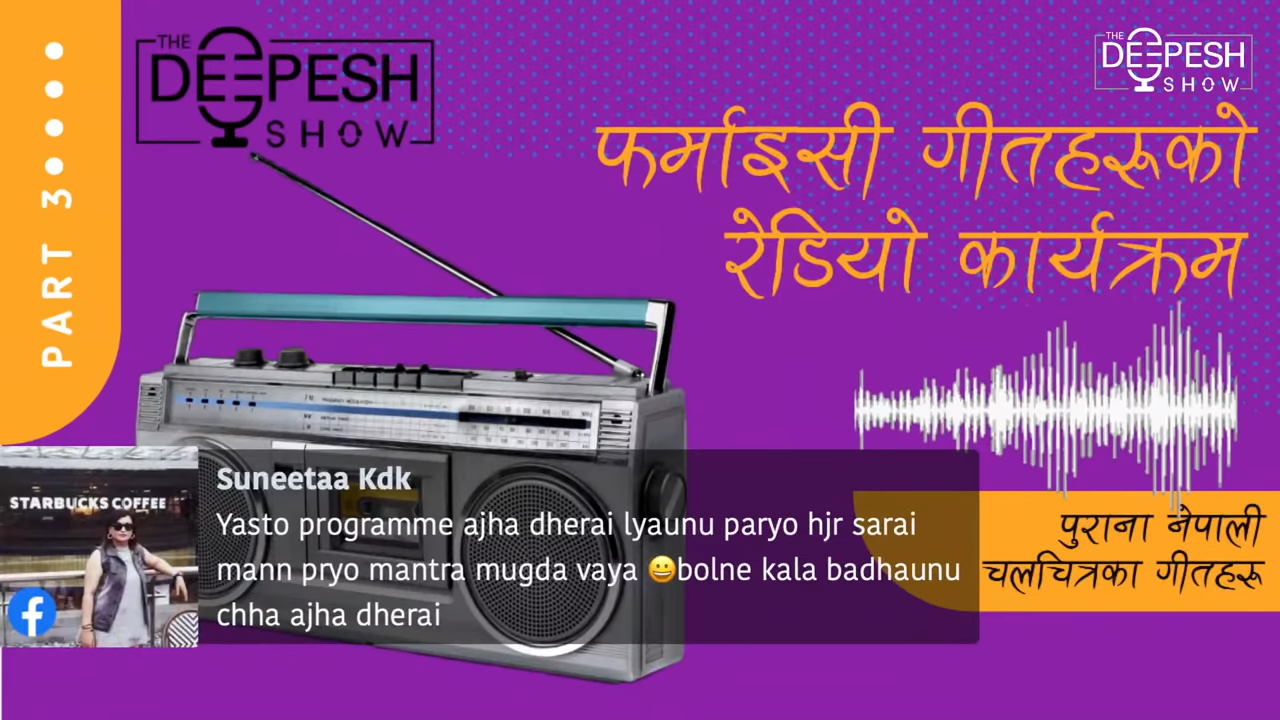 THE
DEEPESH
SHOW
THE
DEEPESH
SHOW
फर्माइसी गीतहरूको
रेडियो कार्यक्रम
PART 3
पुराना नेपाली
चलचित्रका गीतहरू
STARBUCKS COFFEE
Suneetaa Kdk
Yasto programme ajha dherai lyaunu paryo hjr sarai
mann pryo mantra mugda vaya 😀bolne kala badhaunu
chha ajha dherai